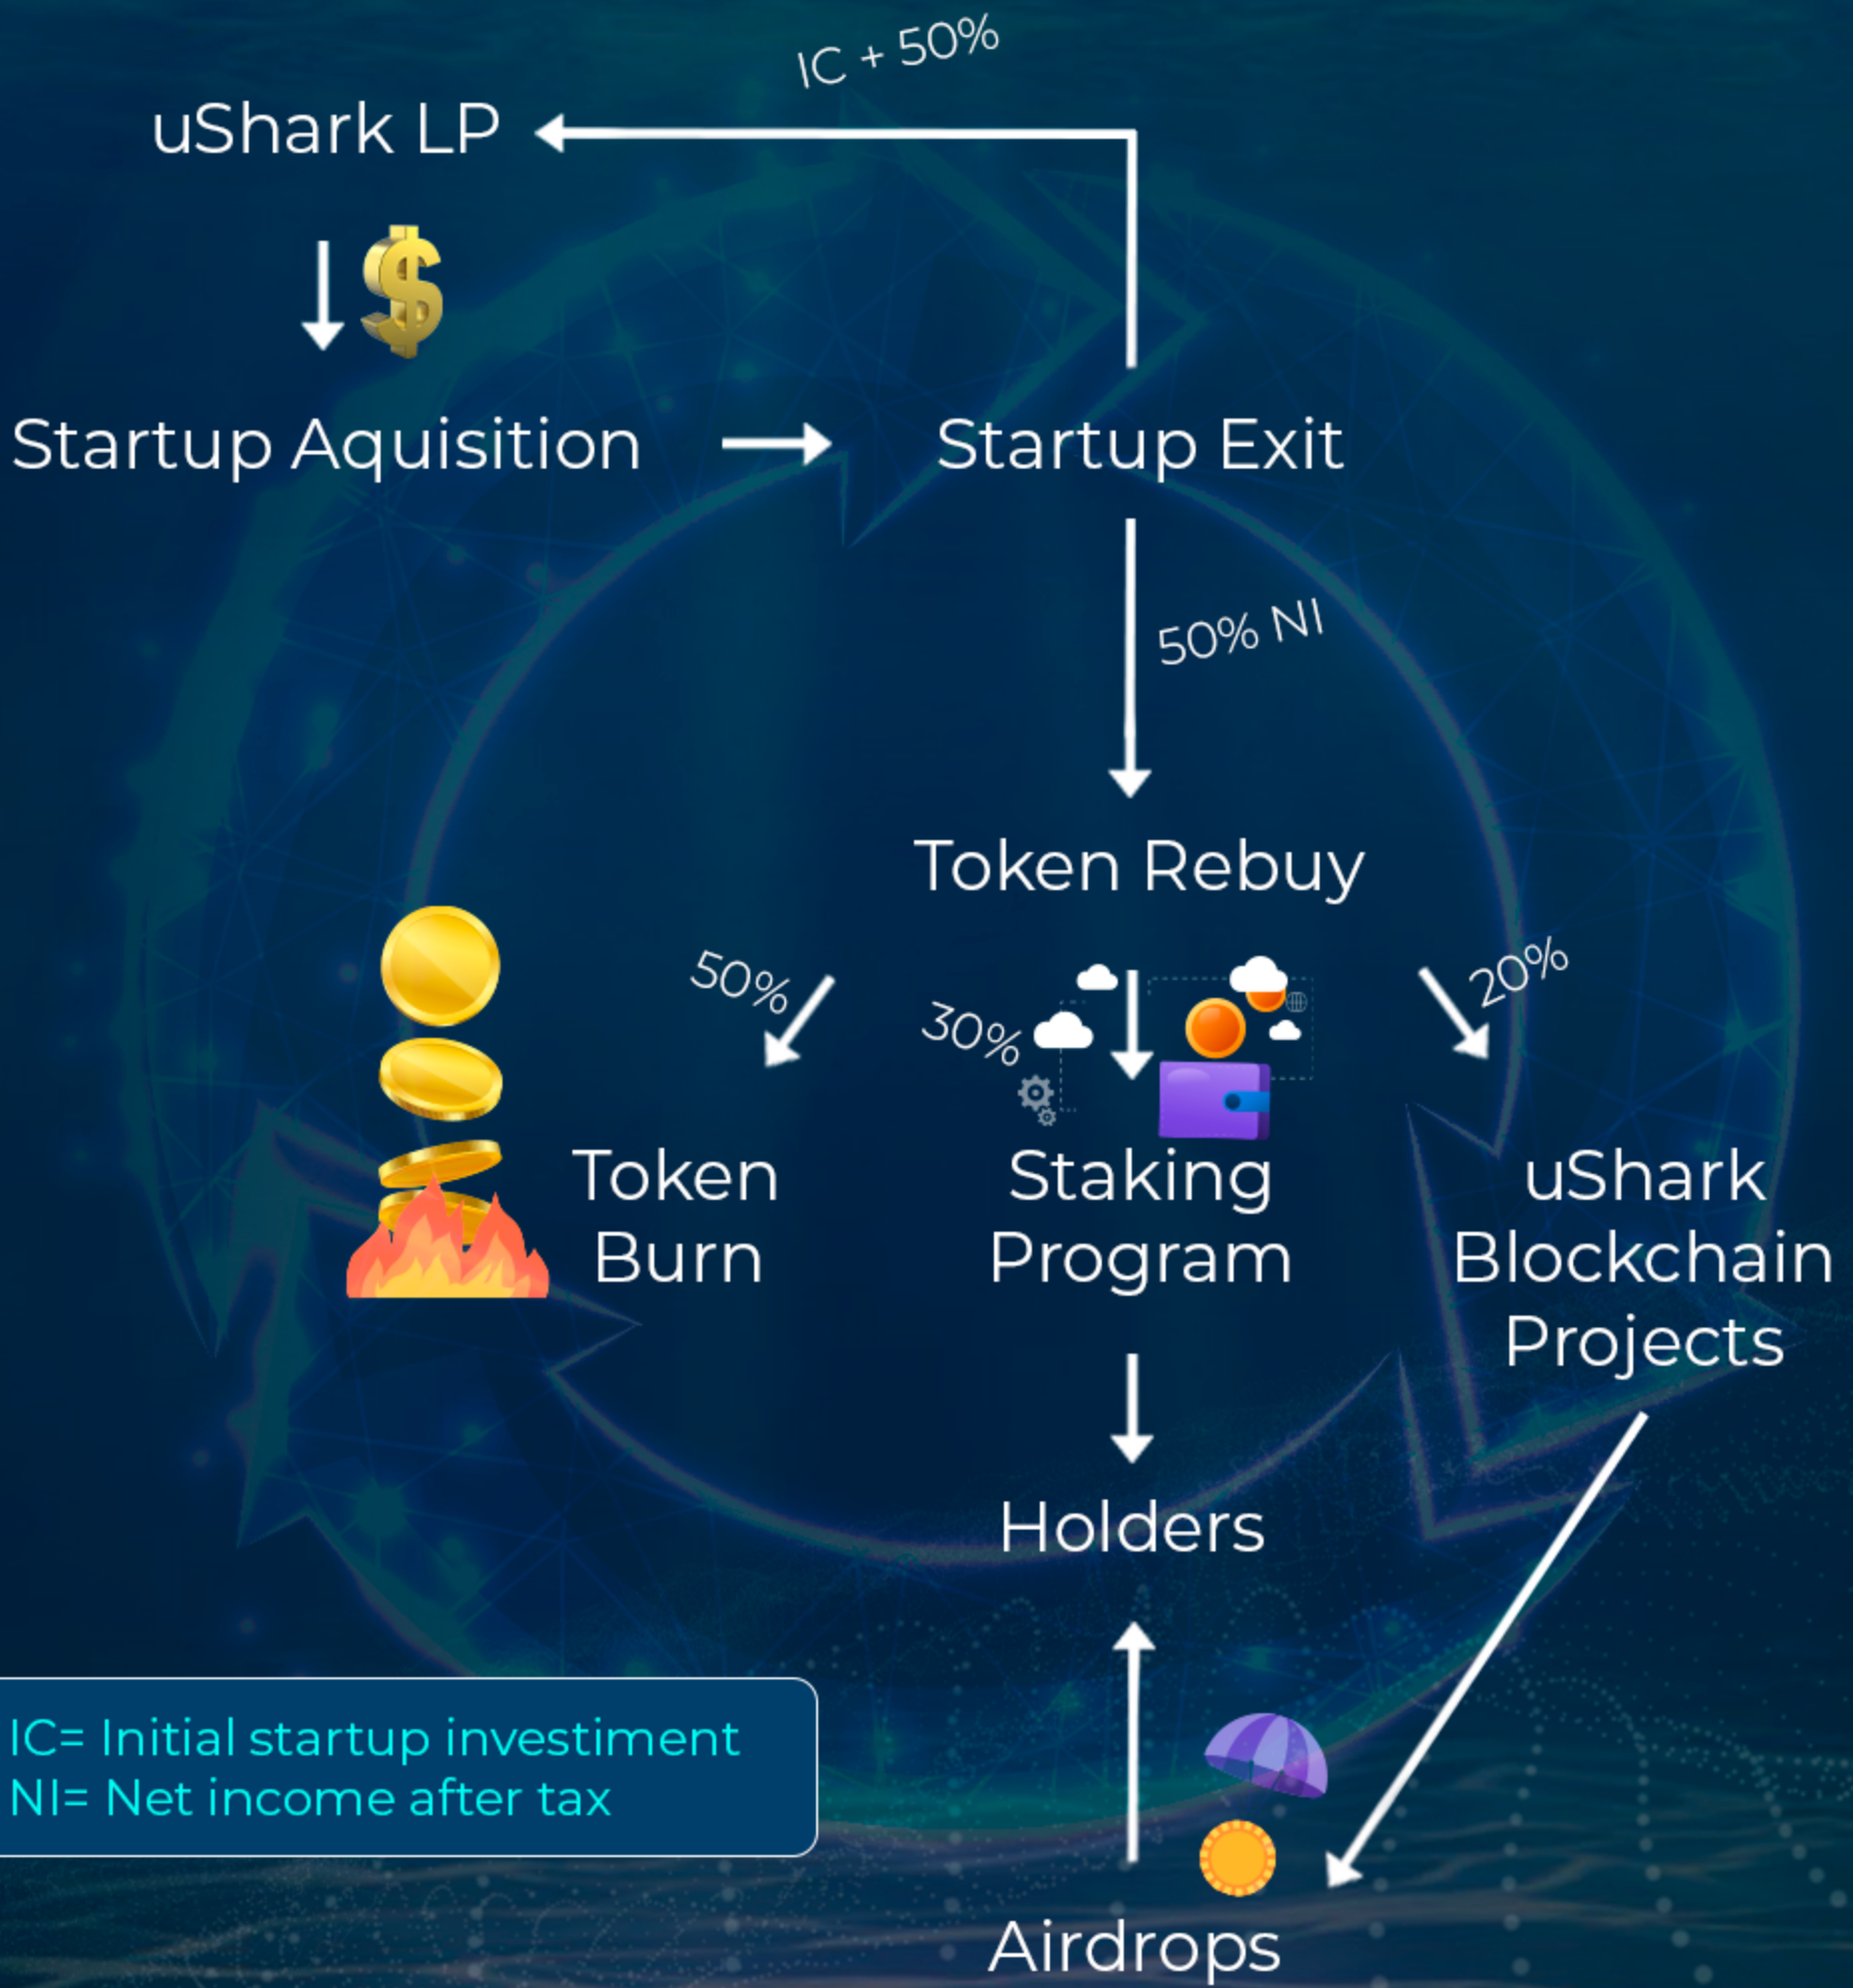 IC + 50%
uShark LP
Startup Aquisition
Startup Exit
50% NI
Token Rebuy
50%
30%
20%
Token
Burn
Staking
Program
uShark
Blockchain
Projects
Holders
IC= Initial startup investiment
NI= Net income after tax
Airdrops